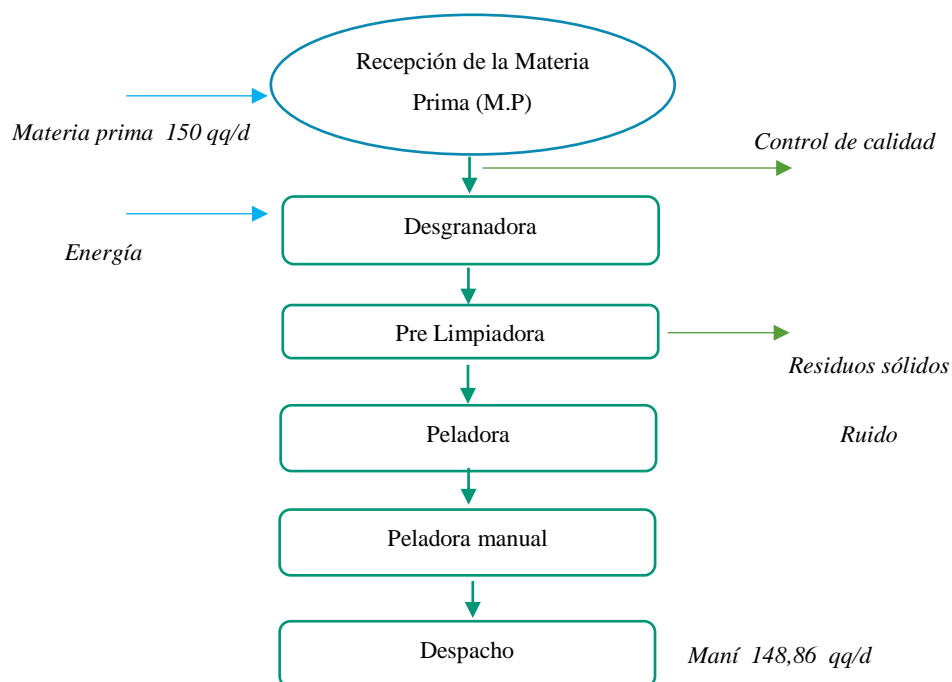 Recepción de la Materia
Prima (M.P)
Materia prima 150 qq/d
Control de calidad
Desgranadora
Energía
Pre Limpiadora
Residuos sólidos
Peladora
Ruido
Peladora manual
Despacho
Maní 148,86 qq/d